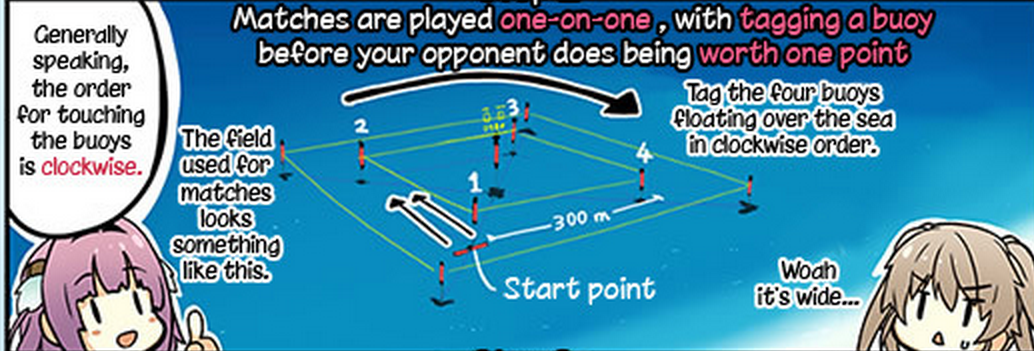 Matches are played one-on-one , with tagging a buoy
before your opponent does being worth one point
Generally
speaking,
the order
for touching
the buoys
is clockwise.
The field
used for
matches
looks
something
like this.
Tag the four buoys
floating over the sea
in clockwise order.
2
3
4
1
300 m
Start point
Woah
it's wide...